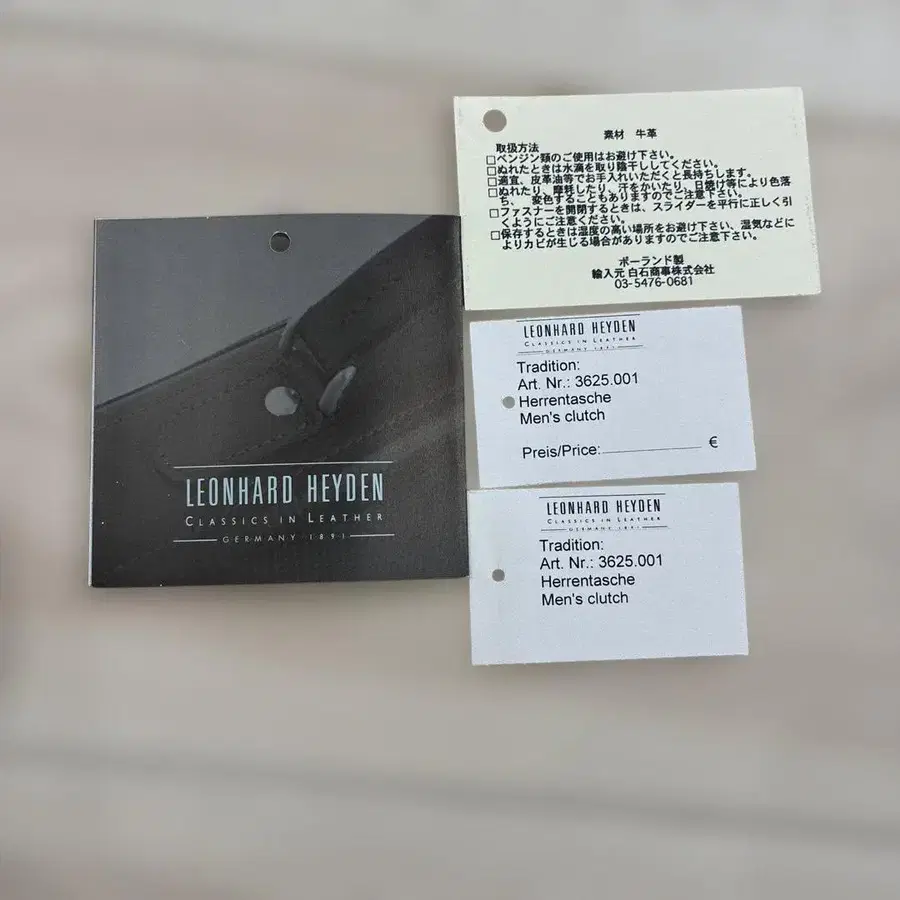 LEONHARD HEYDEN
CLASSICS IN LEATHER
GERMANY 1891
素材 牛革
取扱方法
□ベンジン類のご使用はお避け下さい。
□ぬれたときは水滴を取り陰干ししてください。
□適宜、皮革油等でお手入れいただくと長持ちします。
□ぬれたり、摩耗したり、汗をかいたり、日焼け等により色落
ち、 変色することもありますのでご注意下さい。
□ファスナーを開閉するときは、スライダーを平行に正しく引
くようにご注意ください。
□保存するときは湿度の高い場所をお避け下さい、湿気などに
よりカビが生じる場合がありますのでご注意下さい。
ポーランド製
輸入元 白石商事株式会社
03-5476-0681
LEONHARD HEYDEN
CLASSICS IN LEATHER
GERMANY 1891
Tradition:
Art. Nr.: 3625.001
Herrentasche
Men's clutch
Preis/Price: €
LEONHARD HEYDEN
CLASSICS IN LEATHER
GERMANY 1891
Tradition:
Art. Nr.: 3625.001
Herrentasche
Men's clutch